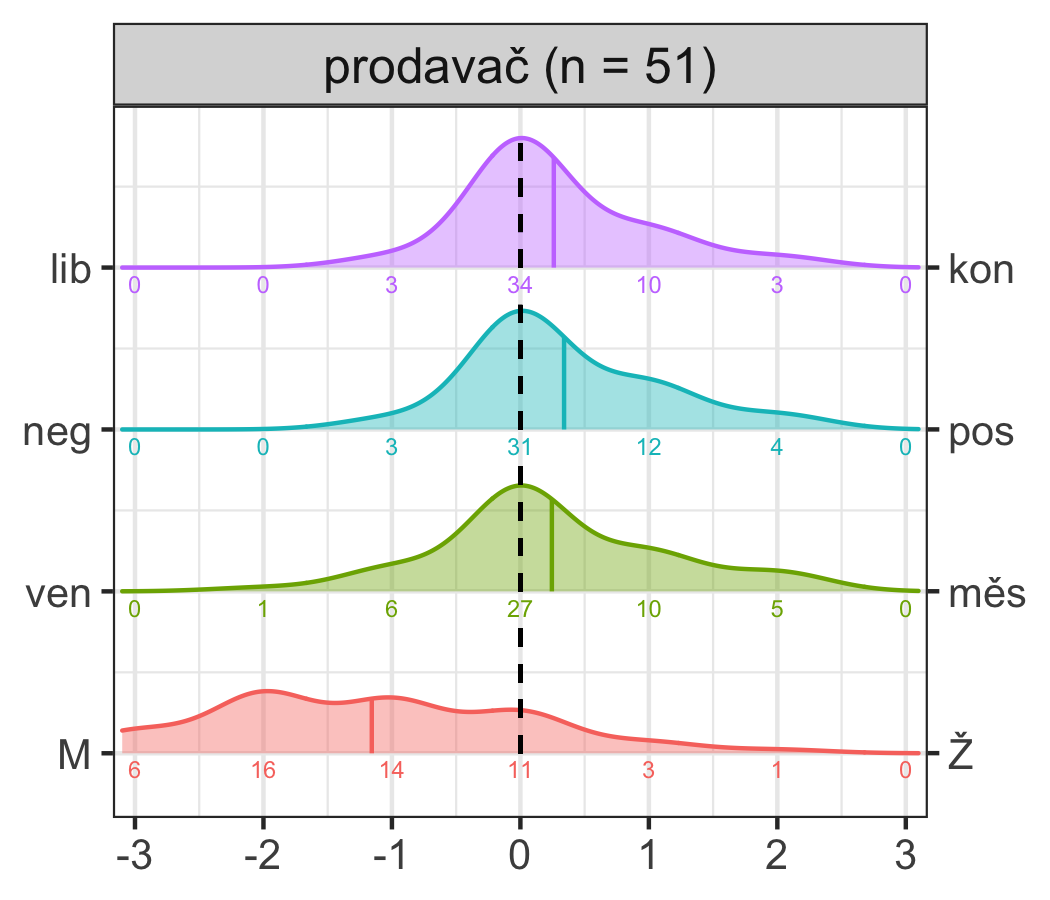 prodavač (n = 51)
lib kon
0 0 3 34 10 3 0
neg pos
0 0 3 31 12 4 0
ven měs
0 1 6 27 10 5 0
M Ž
6 16 14 11 3 1 0
-3 -2 -1 0 1 2 3